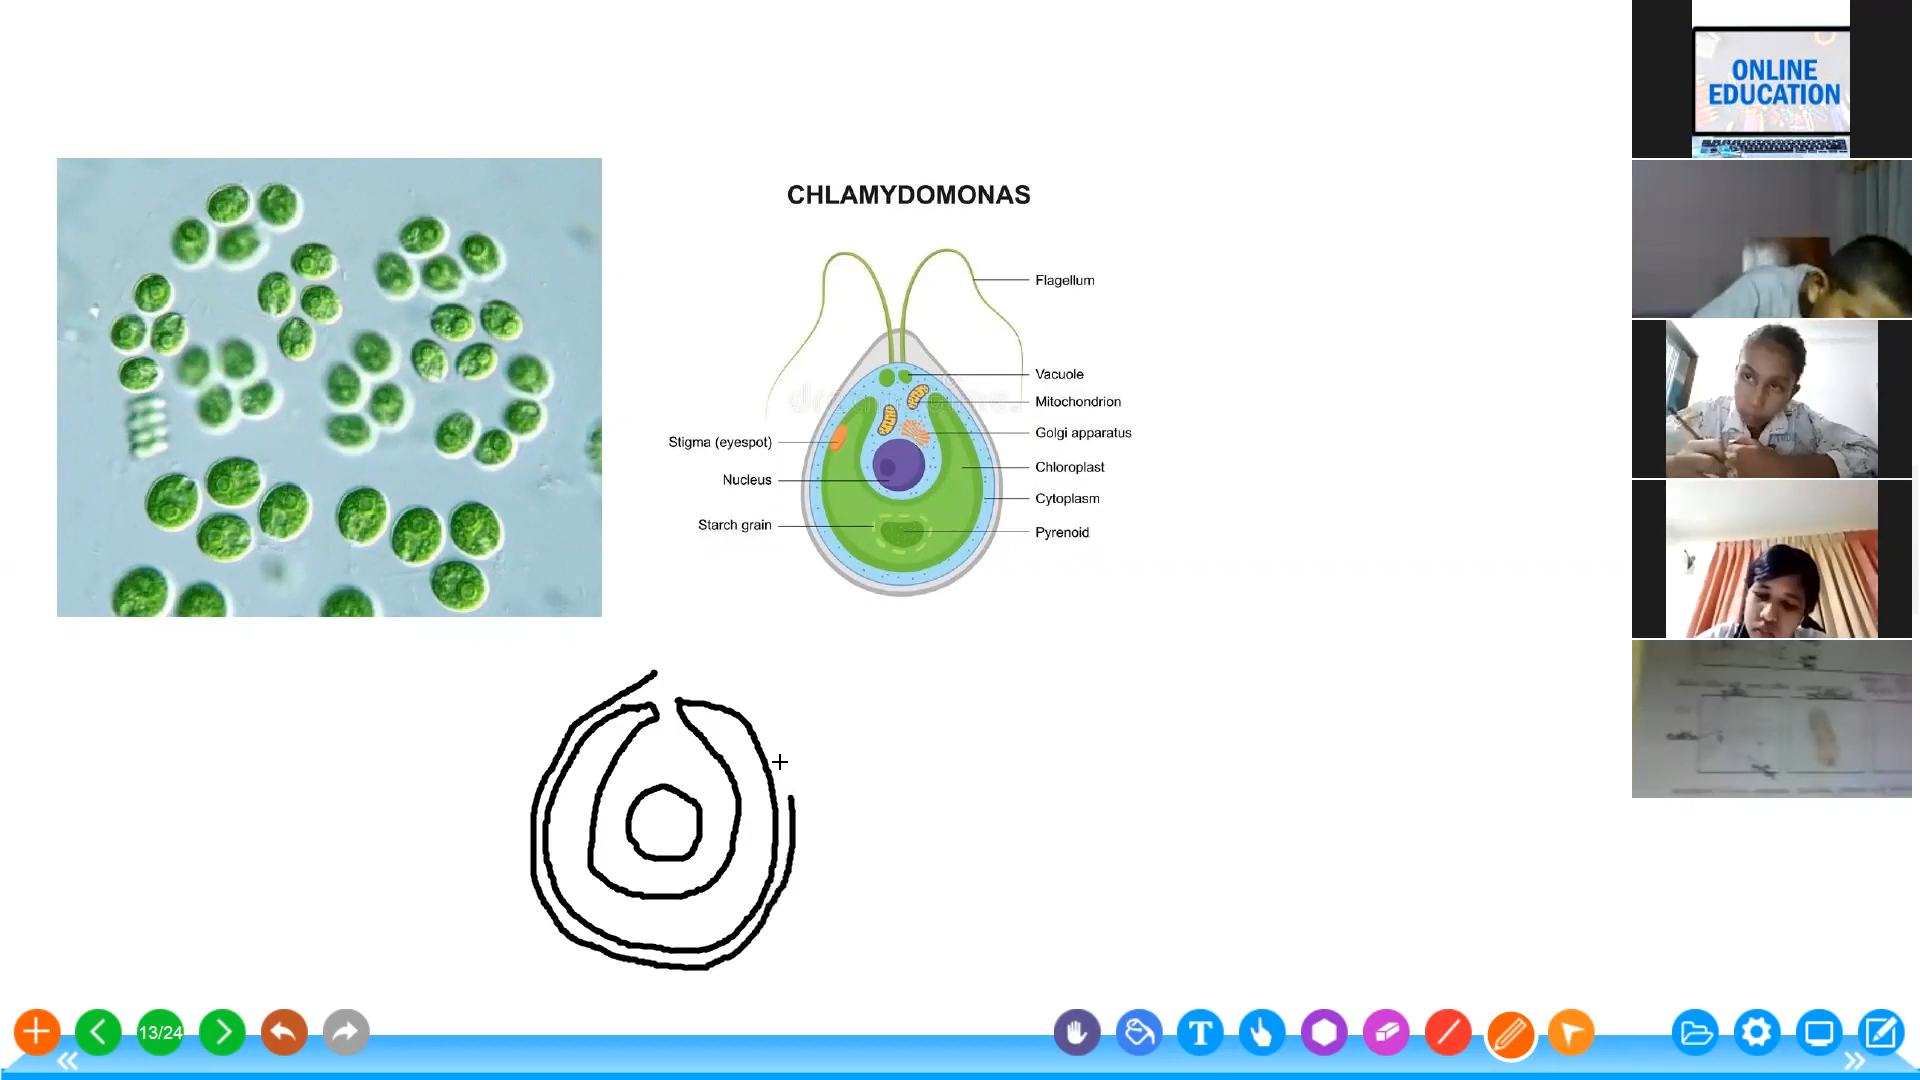 ONLINE
EDUCATION
CHLAMYDOMONAS
Flagellum
Vacuole
Mitochondrion
Golgi apparatus
Stigma (eyespot)
Chloroplast
Nucleus
Cytoplasm
Starch grain
Pyrenoid
13/24
T